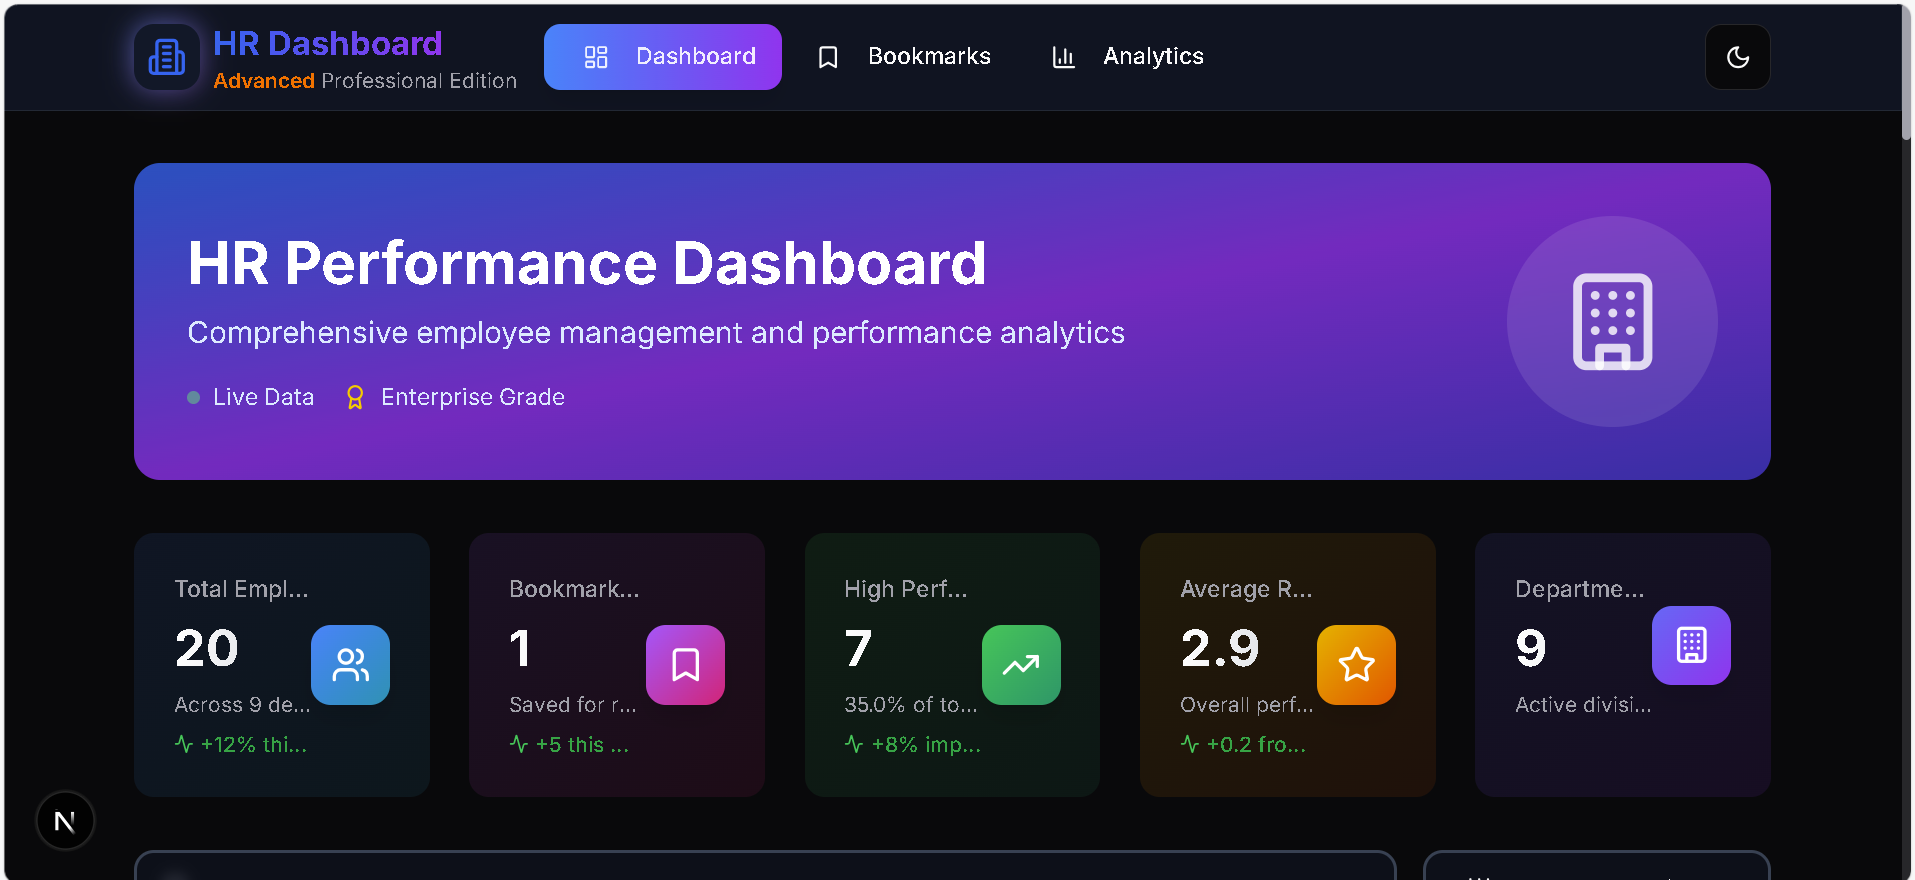 HR Dashboard
Advanced Professional Edition
Dashboard
Bookmarks
Analytics
HR Performance Dashboard
Comprehensive employee management and performance analytics
Live Data
Enterprise Grade
Total Empl...
20
Across 9 de...
+12% thi...
Bookmark...
1
Saved for r...
+5 this ...
High Perf...
7
35.0% of to...
+8% imp...
Average R...
2.9
Overall perf...
+0.2 fro...
Departme...
9
Active divisi...
N